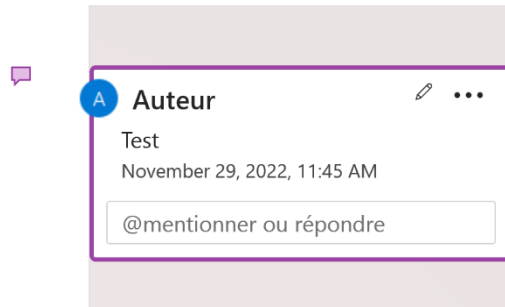 A Auteur
Test
November 29, 2022, 11:45 AM
@mentionner ou répondre